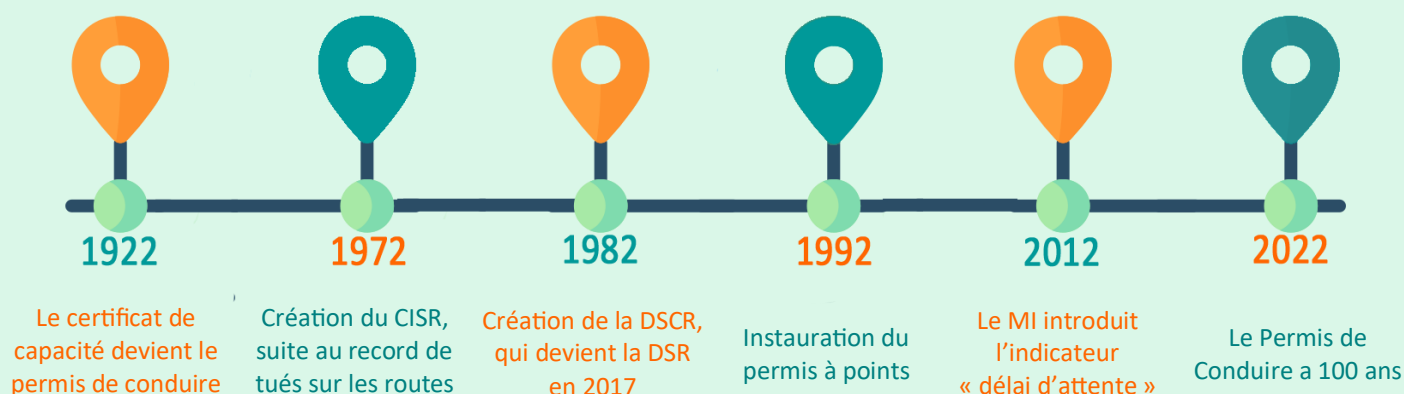 1922
Le certificat de
capacité devient le
permis de conduire
1972
Création du CISR,
suite au record de
tués sur les routes
1982
Création de la DSCR,
qui devient la DSR
en 2017
1992
Instauration du
permis à points
2012
Le MI introduit
l’indicateur
« délai d’attente »
2022
Le Permis de
Conduire a 100 ans